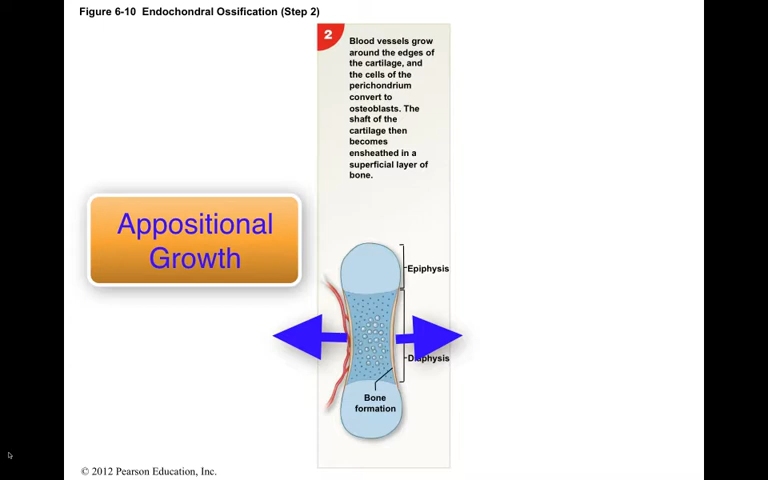 Figure 6-10 Endochondral Ossification (Step 2)
2
Blood vessels grow
around the edges of
the cartilage, and
the cells of the
perichondrium
convert to
osteoblasts. The
shaft of the
cartilage then
becomes
ensheathed in a
superficial layer of
bone.
Appositional
Growth
Epiphysis
Diaphysis
Bone
formation
© 2012 Pearson Education, Inc.